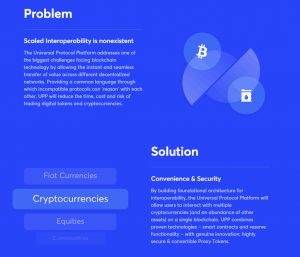 Problem
Scaled Interoperability is nonexistent
The Universal Protocol Platform addresses one
of the biggest challenges facing blockchain
technology by allowing the instant and seamless
transfer of value across different decentralized
networks. Providing a common language through
which incompatible protocols can 'reason' with each
other, UPP will reduce the time, cost and risk of
trading digital tokens and cryptocurrencies.
Solution
Convenience & Security
By building foundational architecture for
interoperability, the Universal Protocol Platform will
allow users to interact with multiple
cryptocurrencies (and an abundance of other
assets) on a single blockchain. UPP combines
proven technologies – smart contracts and reserve
functionality – with genuine innovation: highly
secure & convertible Proxy Tokens.
Fiat Currencies
Cryptocurrencies
Equities
Commodities